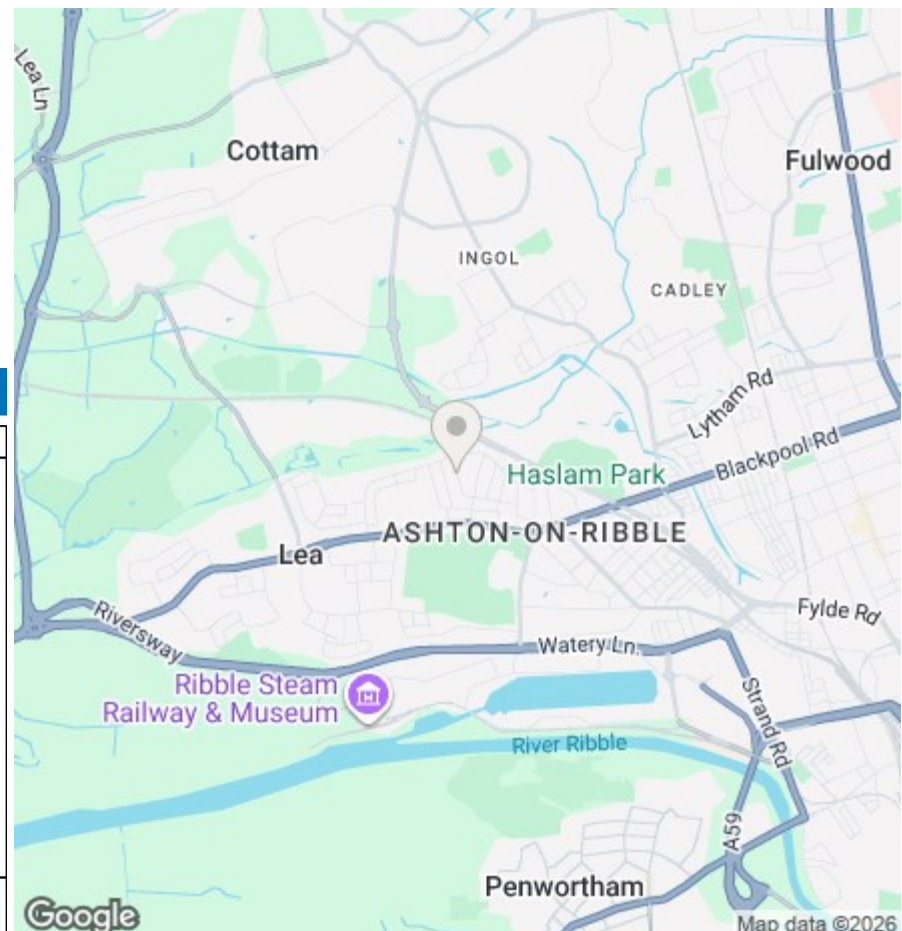 Lea Ln
Cottam
Fulwood
INGOL
CADLEY
Lytham Rd
Blackpool Rd
Haslam Park
ASHTON-ON-RIBBLE
Lea
Riversway
Fylde Rd
Watery Ln.
Ribble Steam
Railway & Museum
Strand Rd
River Ribble
A59
Penwortham
Google
Map data ©2026